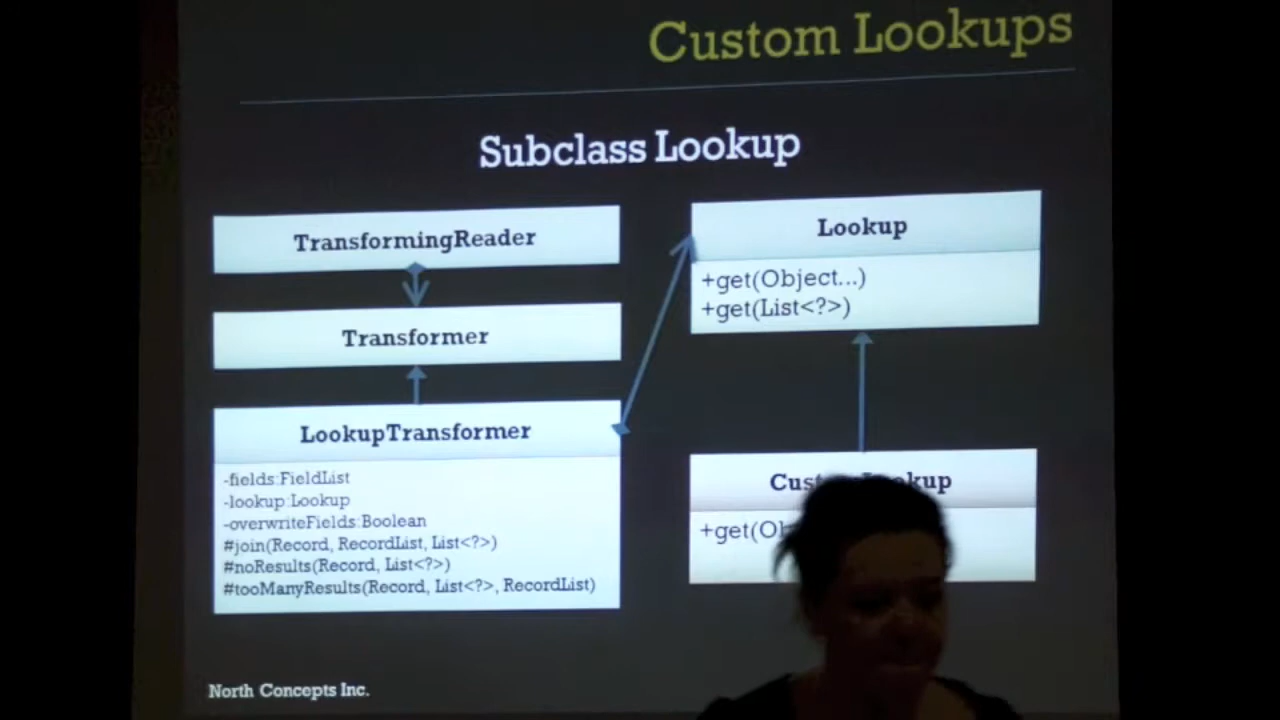 Custom Lookups
Subclass Lookup
TransformingReader
Transformer
LookupTransformer
-fields:FieldList
-lookup:Lookup
-overwriteFields:Boolean
#join(Record, RecordList, List<?>)
#noResults(Record, List<?>)
#tooManyResults(Record, List<?>, RecordList)
Lookup
+get(Object...)
+get(List<?>)
North Concepts Inc.